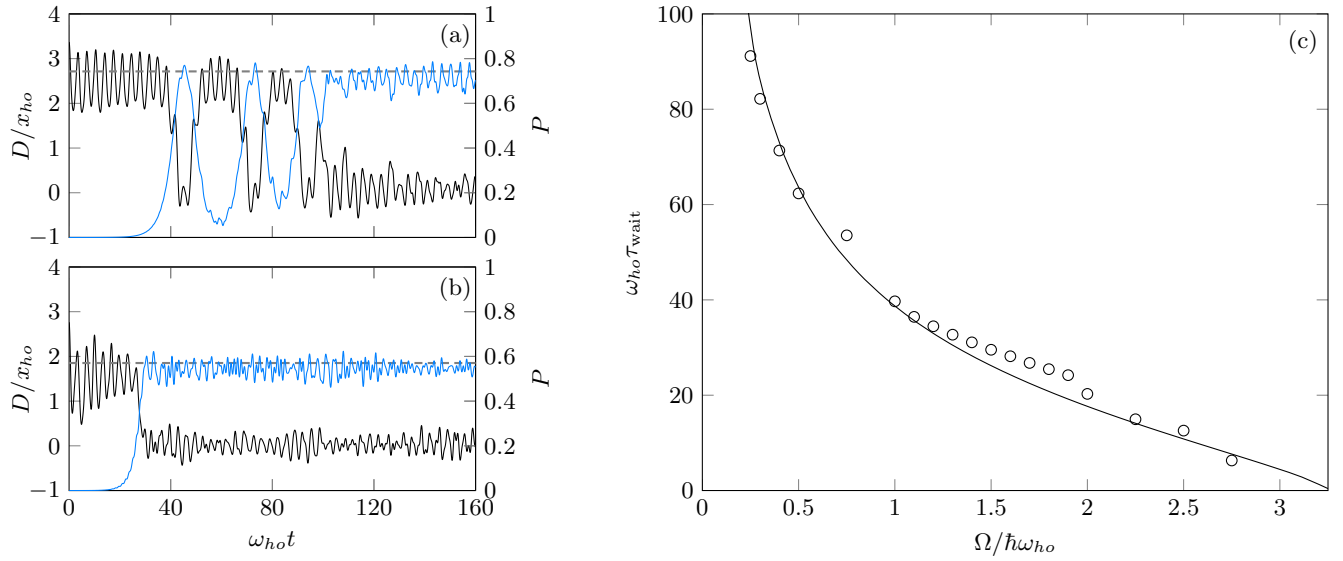 (a)
4
3
2
1
0
−1
D/x_{ho}
1
0.8
0.6
0.4
0.2
0
P
(b)
4
3
2
1
0
−1
D/x_{ho}
1
0.8
0.6
0.4
0.2
0
P
0 40 80 120 160
ω_{ho}t
(c)
100
80
60
40
20
0
ω_{ho}τ_{wait}
0 0.5 1 1.5 2 2.5 3
Ω/ℏω_{ho}